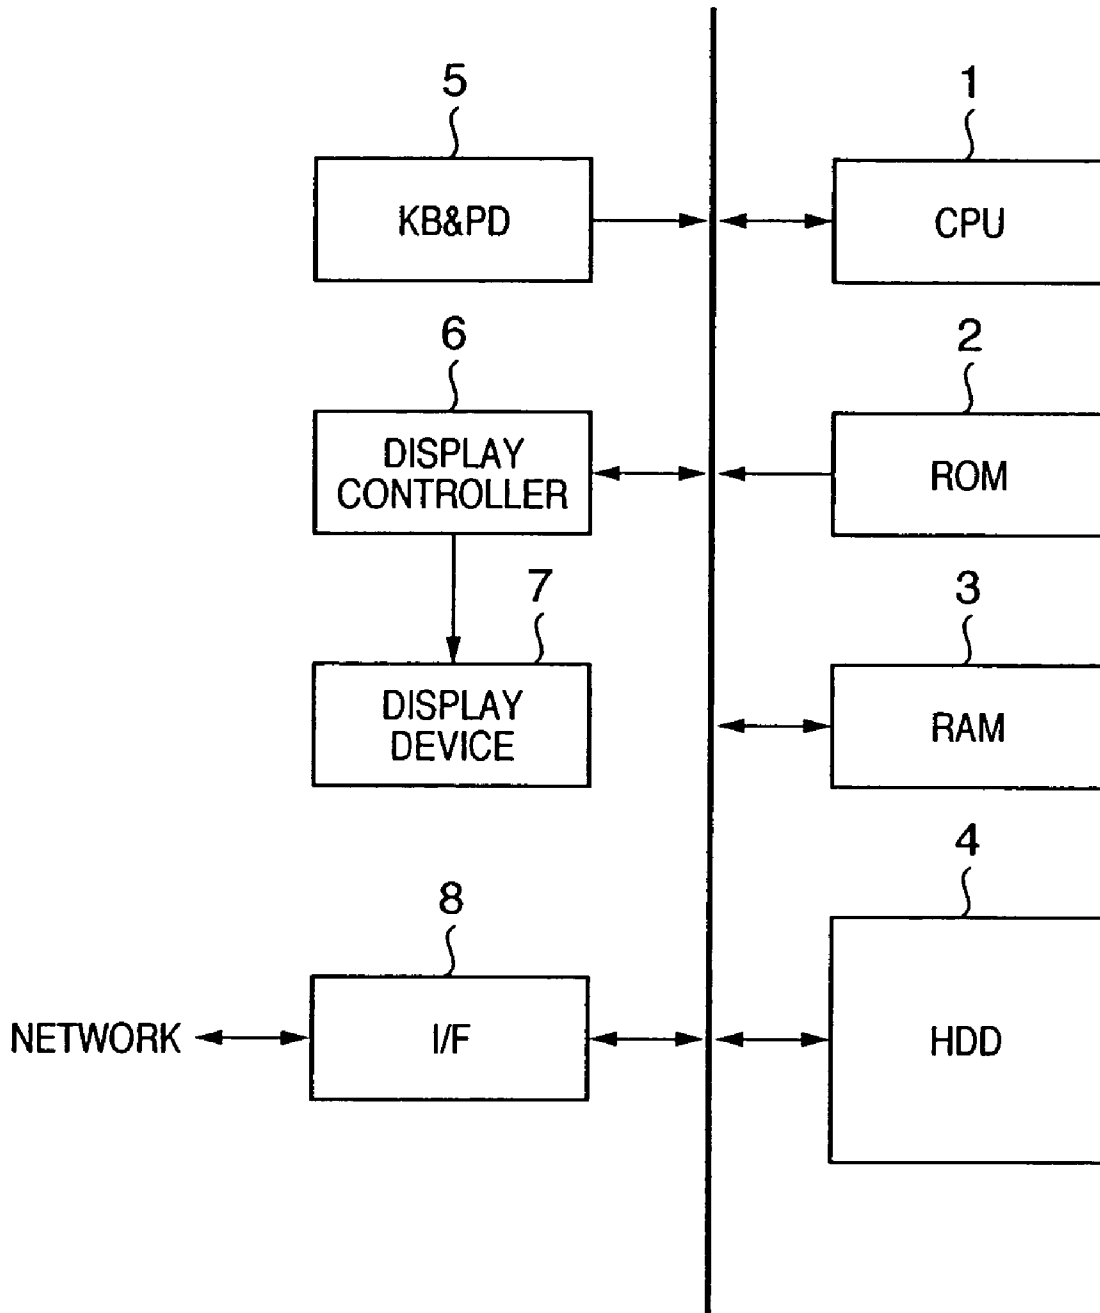 5
1
KB&PD
CPU
6
2
DISPLAY
CONTROLLER
ROM
7
3
DISPLAY
DEVICE
RAM
8
4
NETWORK
I/F
HDD